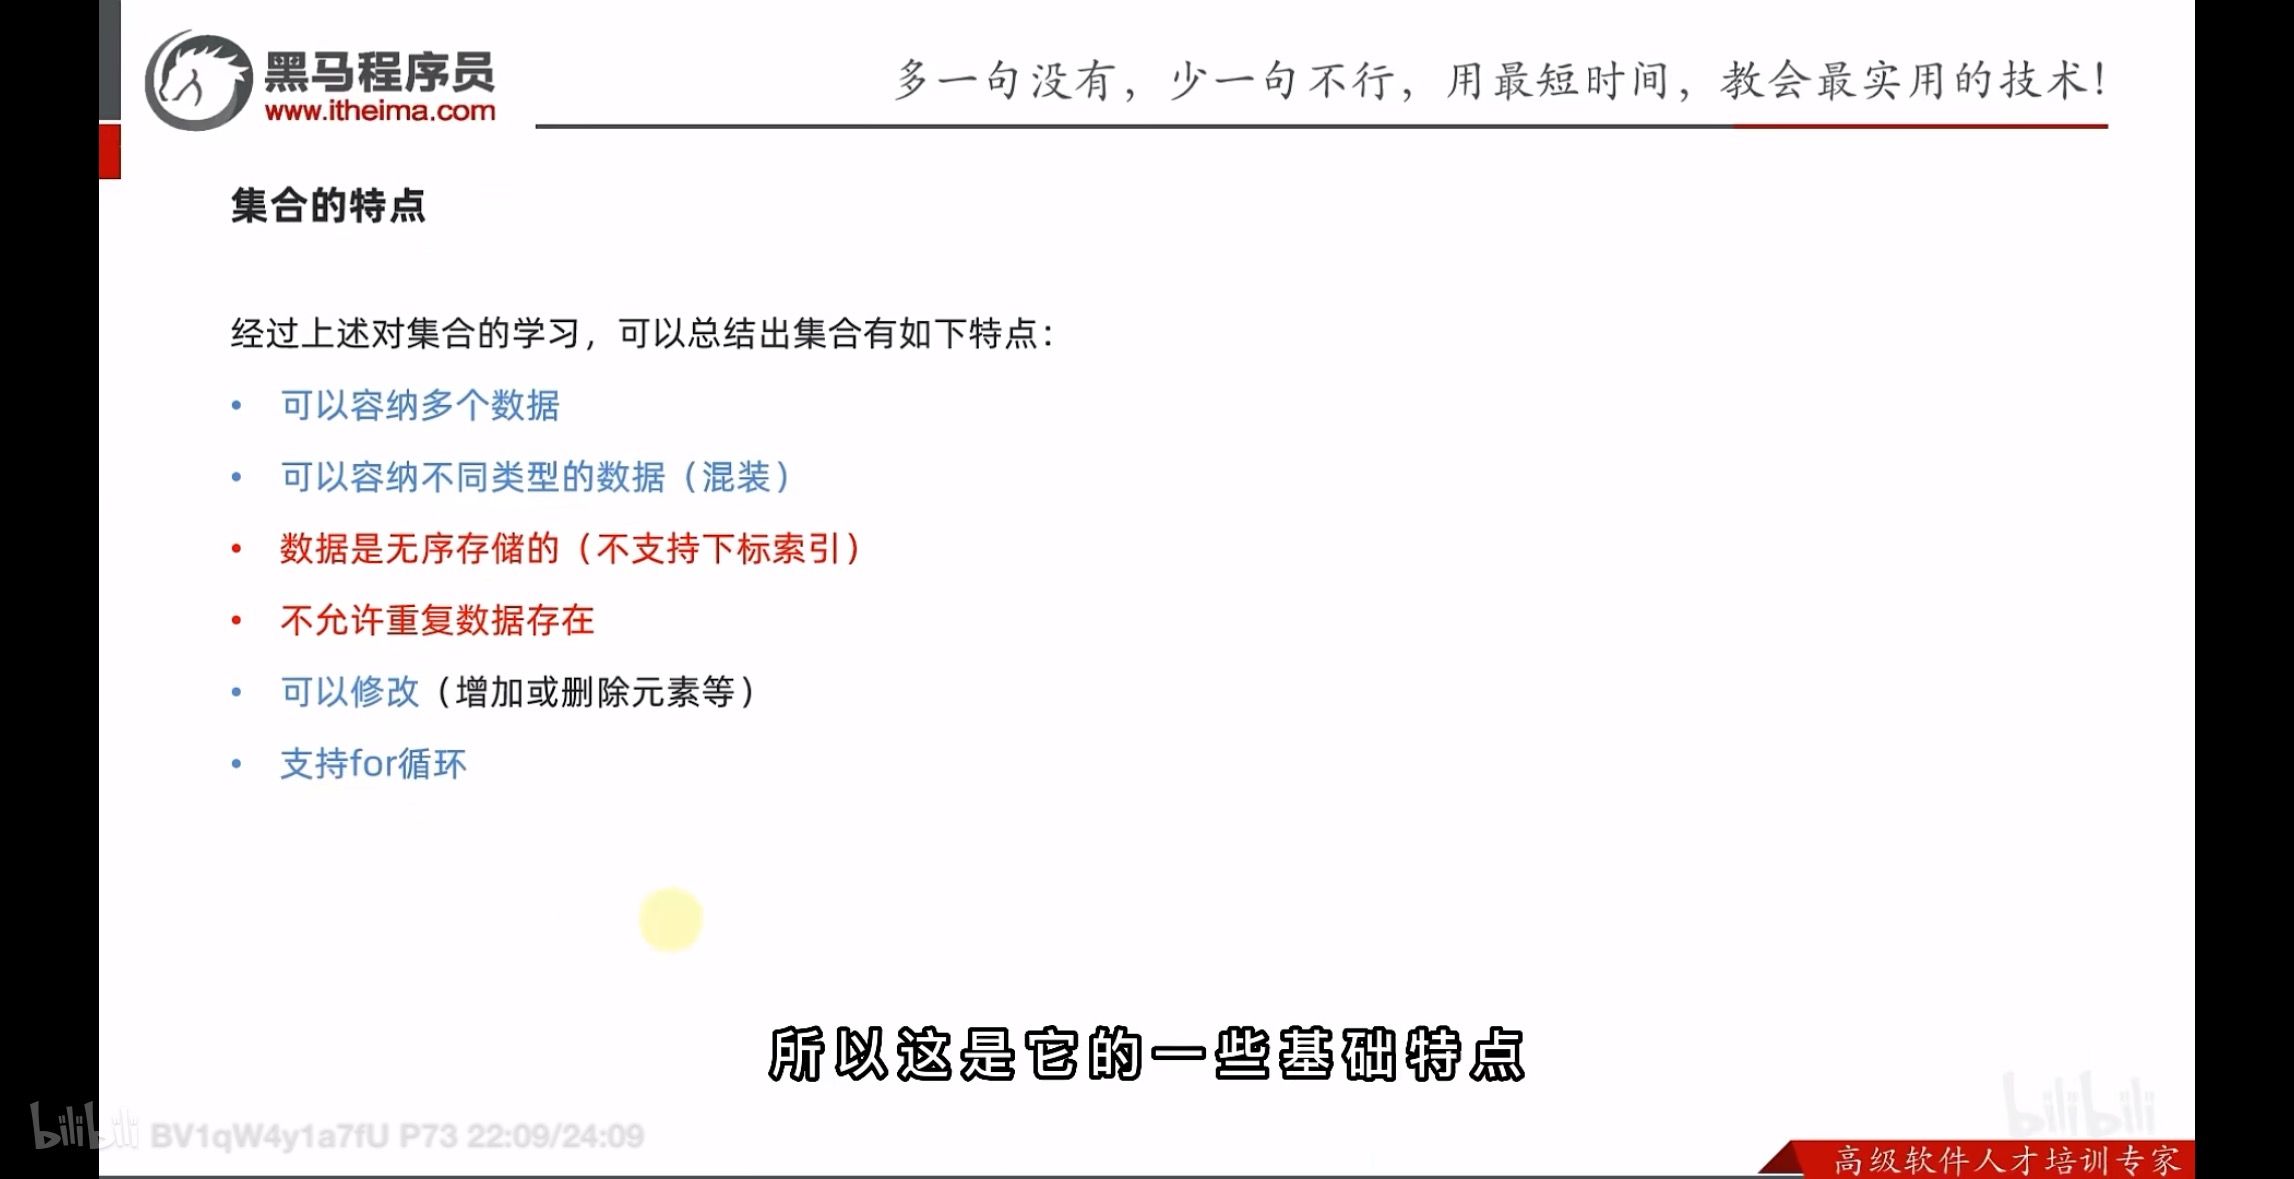 黑马程序员
www.itheima.com
多一句没有，少一句不行，用最短时间，教会最实用的技术！
集合的特点
经过上述对集合的学习，可以总结出集合有如下特点：
• 可以容纳多个数据
• 可以容纳不同类型的数据（混装）
• 数据是无序存储的（不支持下标索引）
• 不允许重复数据存在
• 可以修改（增加或删除元素等）
• 支持for循环
所以这是它的一些基础特点
bilibili BV1qW4y1a7fU P73 22:09/24:09
bilibili
高级软件人才培训专家